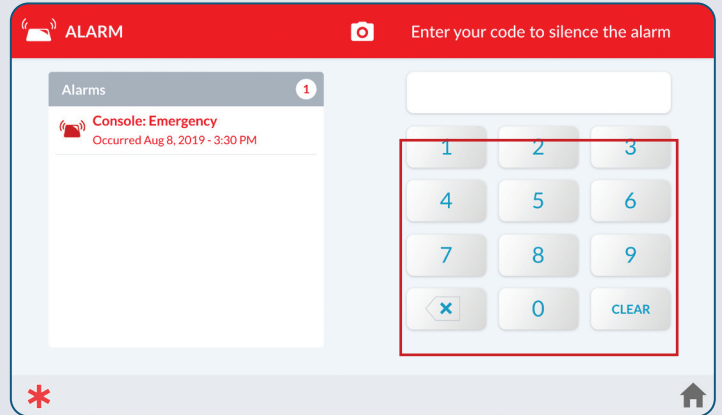 ALARM
Enter your code to silence the alarm
Alarms 1
Console: Emergency
Occurred Aug 8, 2019 - 3:30 PM
1 2 3
4 5 6
7 8 9
0 CLEAR